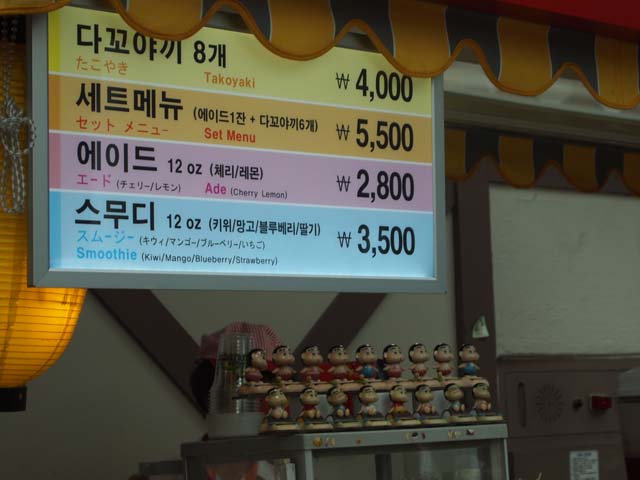 다꼬야끼 8개
たこやき Takoyaki ₩ 4,000
세트메뉴 (에이드1잔 + 다꼬야끼6개)
セット メニュー Set Menu ₩ 5,500
에이드 12 oz (체리/레몬)
エード (チェリー/レモン) Ade (Cherry Lemon) ₩ 2,800
스무디 12 oz (키위/망고/블루베리/딸기)
スムージー (キウィ/マンゴー/ブルーベリー/いちご) ₩ 3,500
Smoothie (Kiwi/Mango/Blueberry/Strawberry)